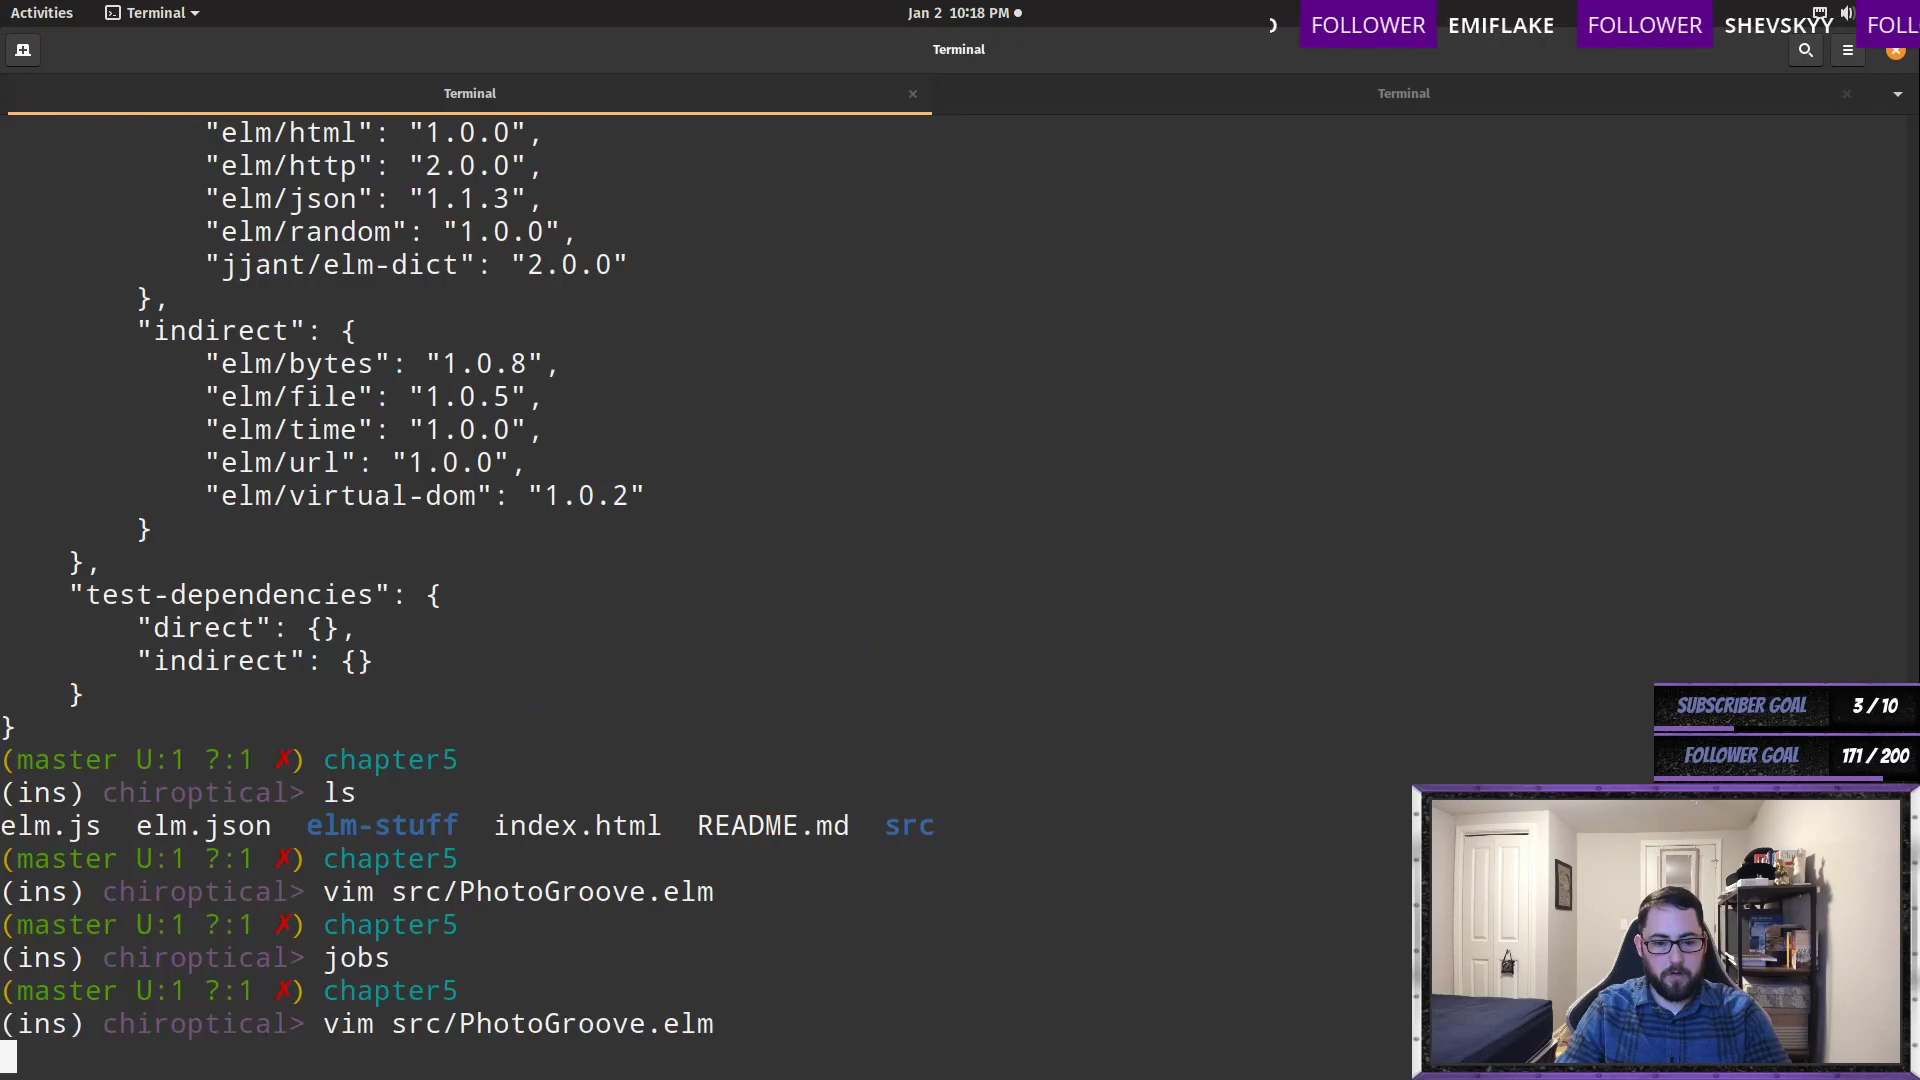 Activities Terminal Jan 2 10:18 PM
FOLLOWER EMIFLAKE FOLLOWER SHEVSKYY FOLL
Terminal
Terminal Terminal
"elm/html": "1.0.0",
"elm/http": "2.0.0",
"elm/json": "1.1.3",
"elm/random": "1.0.0",
"jjant/elm-dict": "2.0.0"
},
"indirect": {
"elm/bytes": "1.0.8",
"elm/file": "1.0.5",
"elm/time": "1.0.0",
"elm/url": "1.0.0",
"elm/virtual-dom": "1.0.2"
}
},
"test-dependencies": {
"direct": {},
"indirect": {}
}
}
(master U:1 ?:1 ✗) chapter5
(ins) chiroptical> ls
elm.js elm.json elm-stuff index.html README.md src
(master U:1 ?:1 ✗) chapter5
(ins) chiroptical> vim src/PhotoGroove.elm
(master U:1 ?:1 ✗) chapter5
(ins) chiroptical> jobs
(master U:1 ?:1 ✗) chapter5
(ins) chiroptical> vim src/PhotoGroove.elm
SUBSCRIBER GOAL 3 / 10
FOLLOWER GOAL 171 / 200